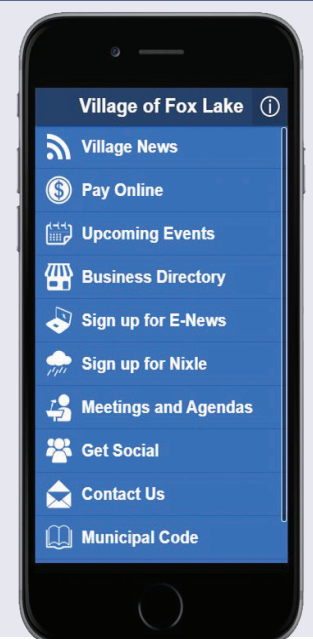 Village of Fox Lake
Village News
Pay Online
Upcoming Events
Business Directory
Sign up for E-News
Sign up for Nixle
Meetings and Agendas
Get Social
Contact Us
Municipal Code